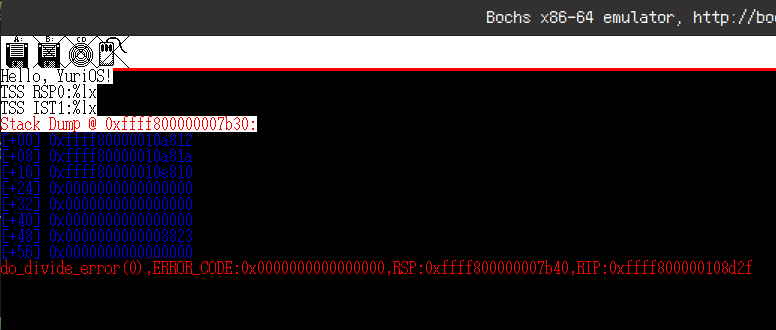 Bochs x86-64 emulator, http://boc
A: B: CD
Hello, YuriOS!
TSS RSP0:%lx
TSS IST1:%lx
Stack Dump @ 0xffff800000007b30:
[+00] 0xffff80000010a812
[+08] 0xffff80000010a81a
[+16] 0xffff80000010e810
[+24] 0x0000000000000000
[+32] 0x0000000000000000
[+40] 0x0000000000000000
[+48] 0x0000000000008823
[+56] 0x0000000000000000
do_divide_error(0),ERROR_CODE:0x0000000000000000,RSP:0xffff800000007b40,RIP:0xffff800000108d2f